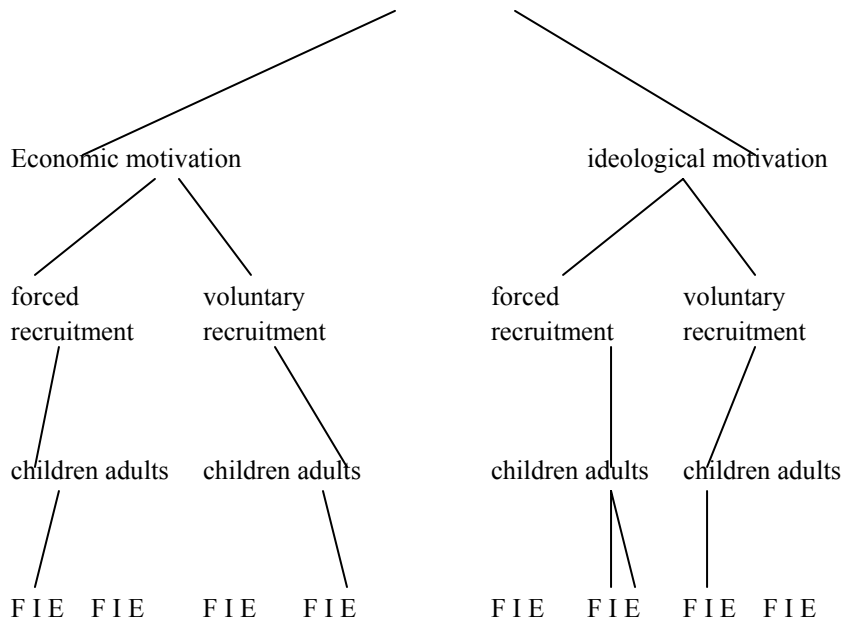 Economic motivation ideological motivation
forced voluntary forced voluntary
recruitment recruitment recruitment recruitment
children adults children adults children adults children adults
F I E F I E F I E F I E F I E F I E F I E F I E